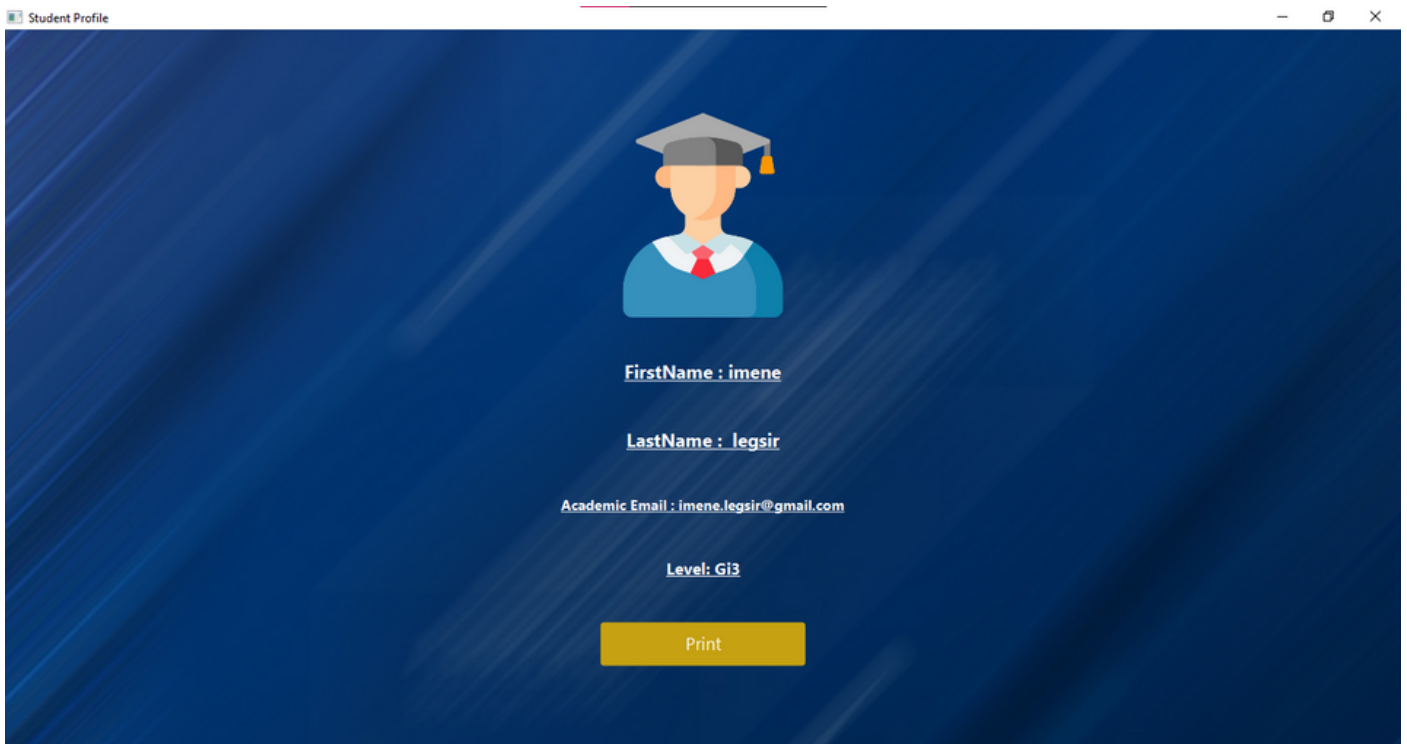 Student Profile
FirstName : imene
LastName :  legsir
Academic Email : imene.legsir@gmail.com
Level: Gi3
Print